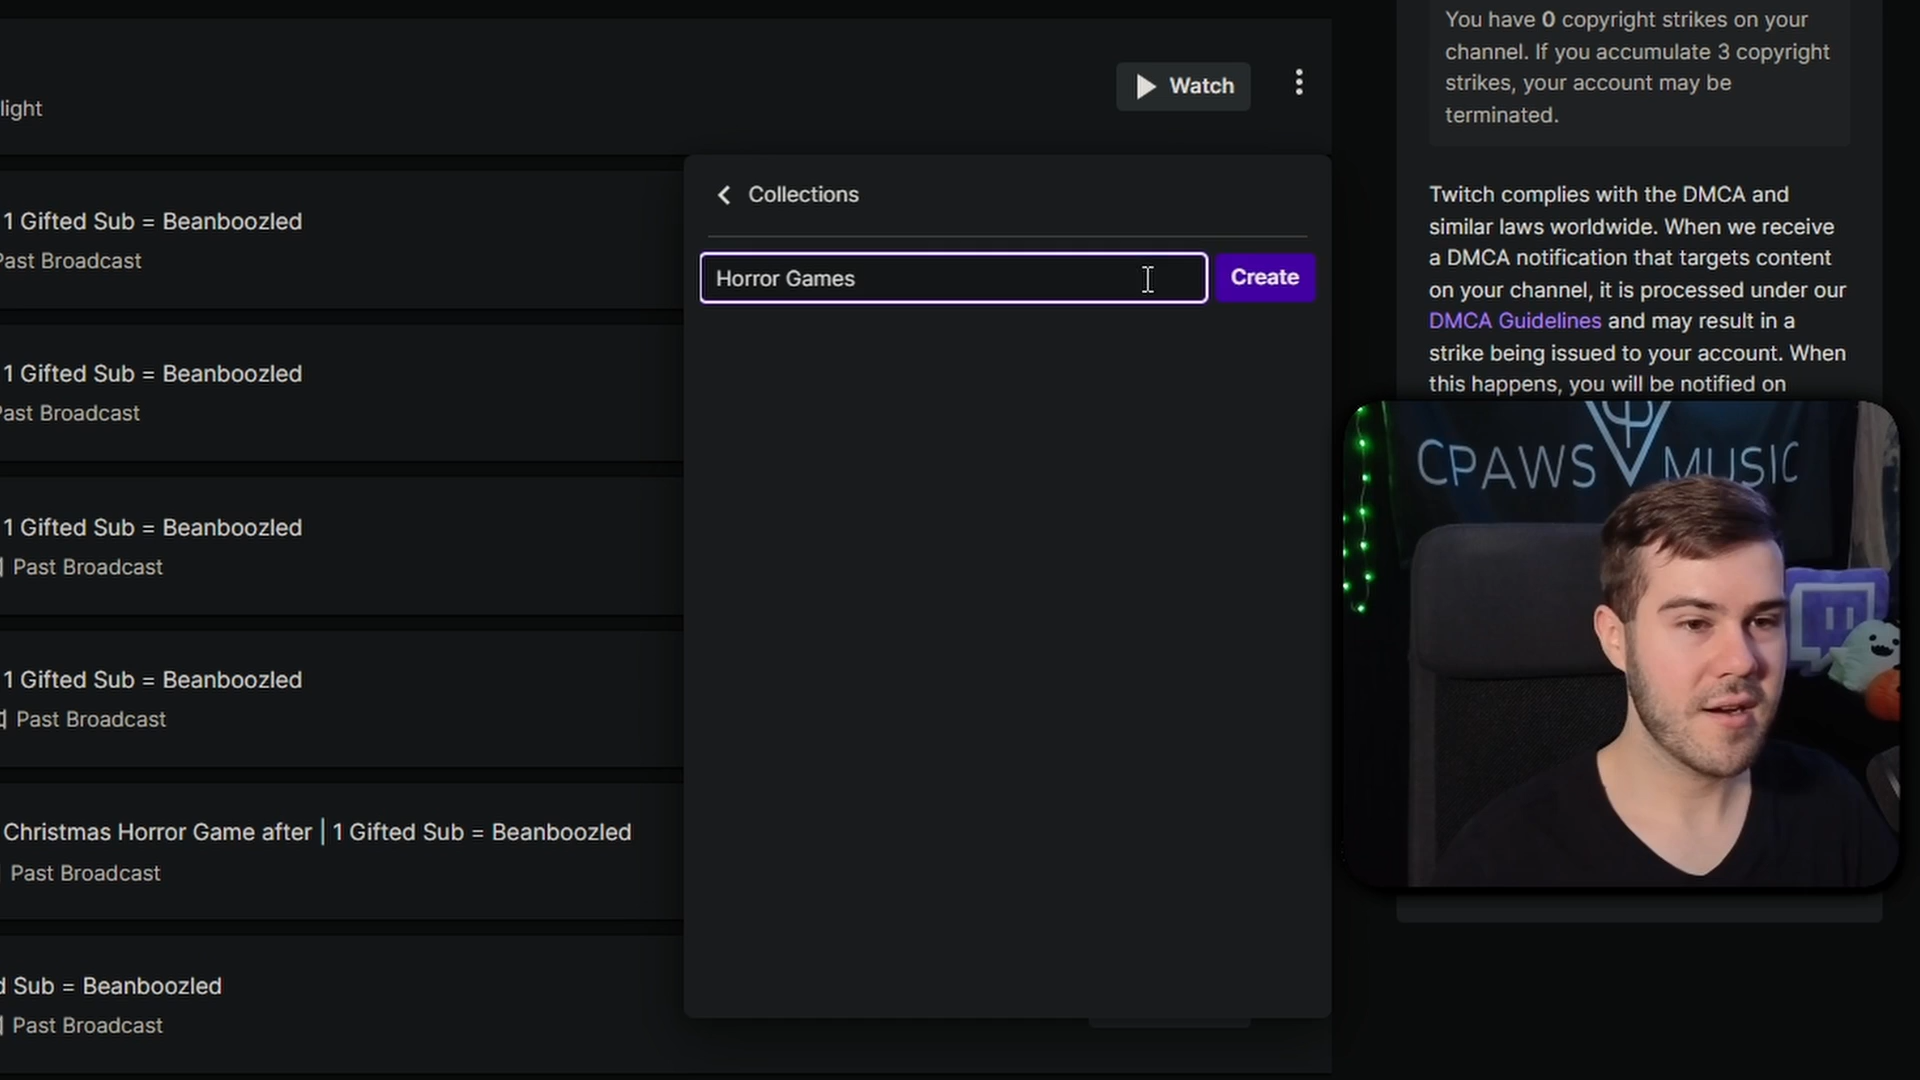 You have 0 copyright strikes on your
channel. If you accumulate 3 copyright
strikes, your account may be
terminated.
Watch
light
Collections
Twitch complies with the DMCA and
similar laws worldwide. When we receive
a DMCA notification that targets content
on your channel, it is processed under our
DMCA Guidelines and may result in a
strike being issued to your account. When
this happens, you will be notified on
1 Gifted Sub = Beanboozled
Past Broadcast
Horror Games
Create
1 Gifted Sub = Beanboozled
Past Broadcast
CPAWS MUSIC
1 Gifted Sub = Beanboozled
Past Broadcast
1 Gifted Sub = Beanboozled
Past Broadcast
Christmas Horror Game after | 1 Gifted Sub = Beanboozled
Past Broadcast
d Sub = Beanboozled
Past Broadcast